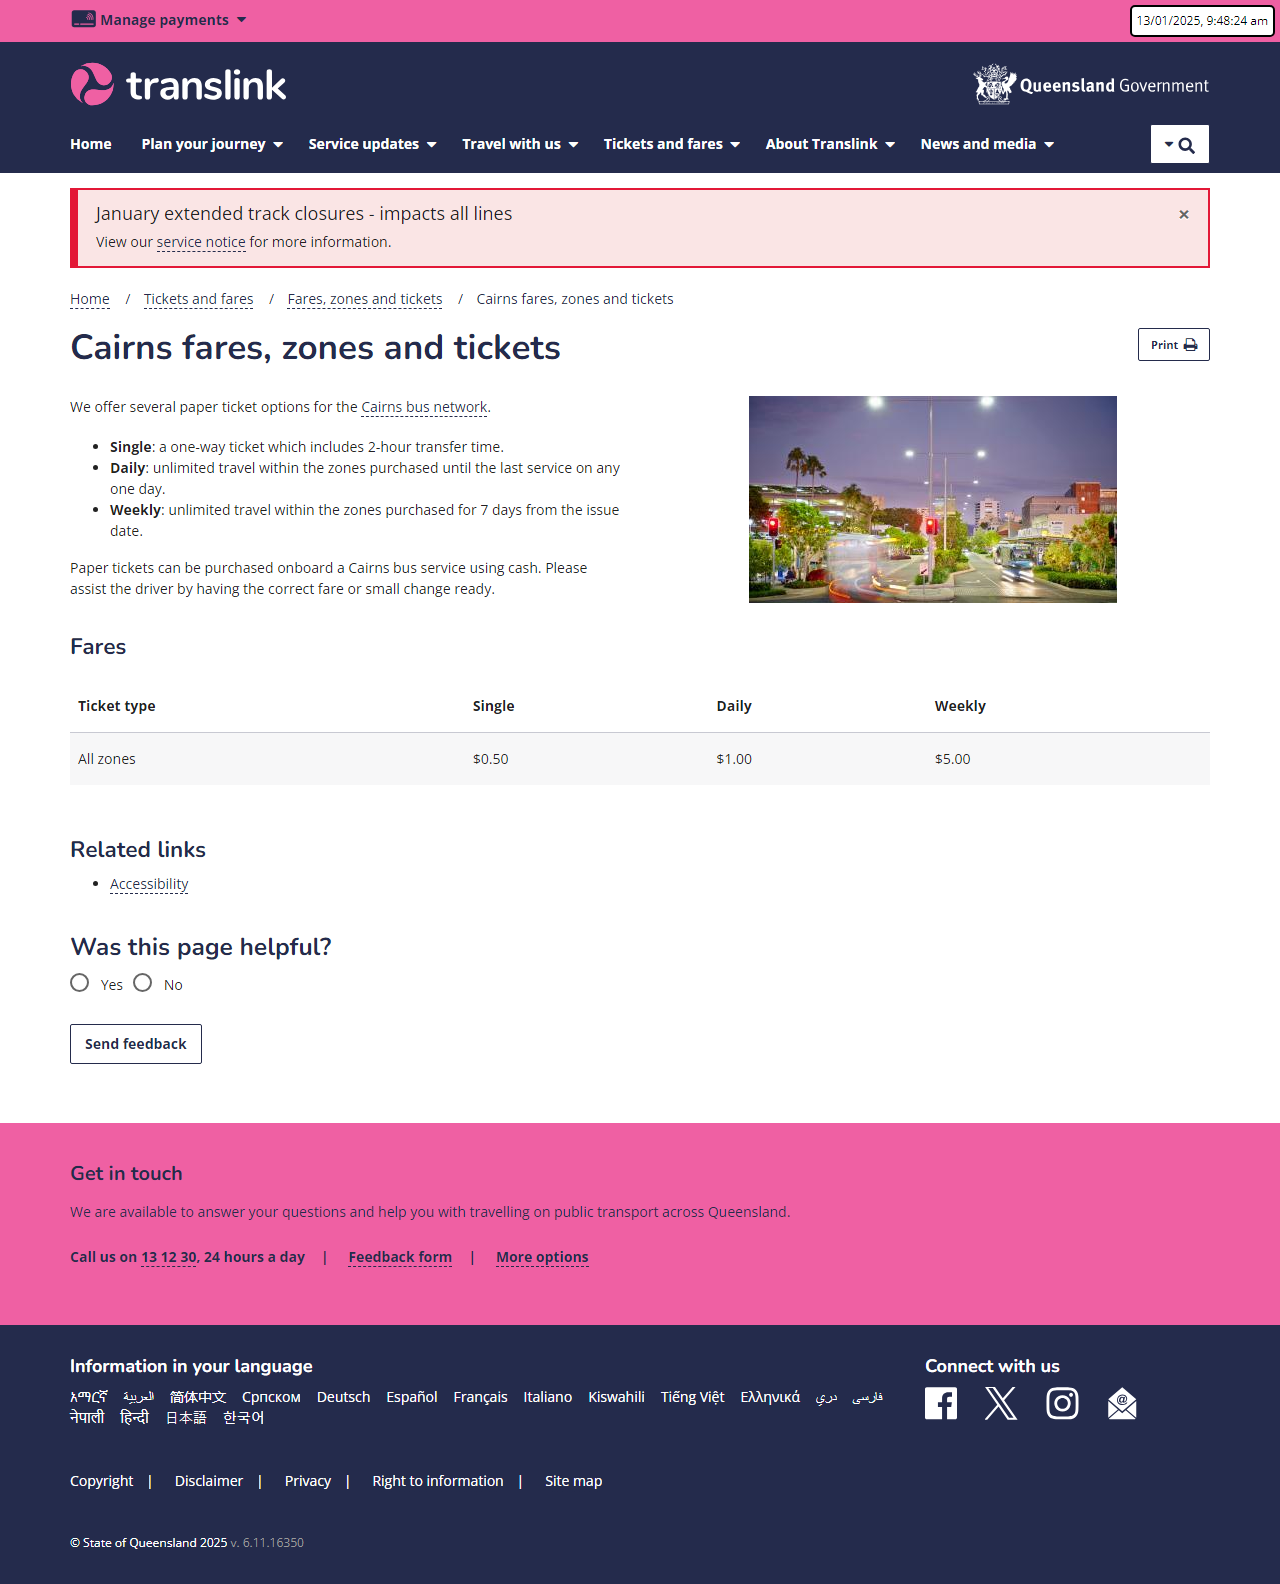 Manage payments
13/01/2025, 9:48:24 am
translink
Queensland Government
Home Plan your journey Service updates Travel with us Tickets and fares About Translink News and media
January extended track closures - impacts all lines
×
View our service notice for more information.
Home / Tickets and fares / Fares, zones and tickets / Cairns fares, zones and tickets
Cairns fares, zones and tickets
Print
We offer several paper ticket options for the Cairns bus network.
• Single: a one-way ticket which includes 2-hour transfer time.
• Daily: unlimited travel within the zones purchased until the last service on any
one day.
• Weekly: unlimited travel within the zones purchased for 7 days from the issue
date.
Paper tickets can be purchased onboard a Cairns bus service using cash. Please
assist the driver by having the correct fare or small change ready.
Fares
Ticket type Single Daily Weekly
All zones $0.50 $1.00 $5.00
Related links
• Accessibility
Was this page helpful?
Yes No
Send feedback
Get in touch
We are available to answer your questions and help you with travelling on public transport across Queensland.
Call us on 13 12 30, 24 hours a day | Feedback form | More options
Information in your language
አማርኛ العربية 简体中文 Српском Deutsch Español Français Italiano Kiswahili Tiếng Việt Ελληνικά دری فارسی
नेपाली हिन्दी 日本語 한국어
Connect with us
Copyright | Disclaimer | Privacy | Right to information | Site map
© State of Queensland 2025 v. 6.11.16350